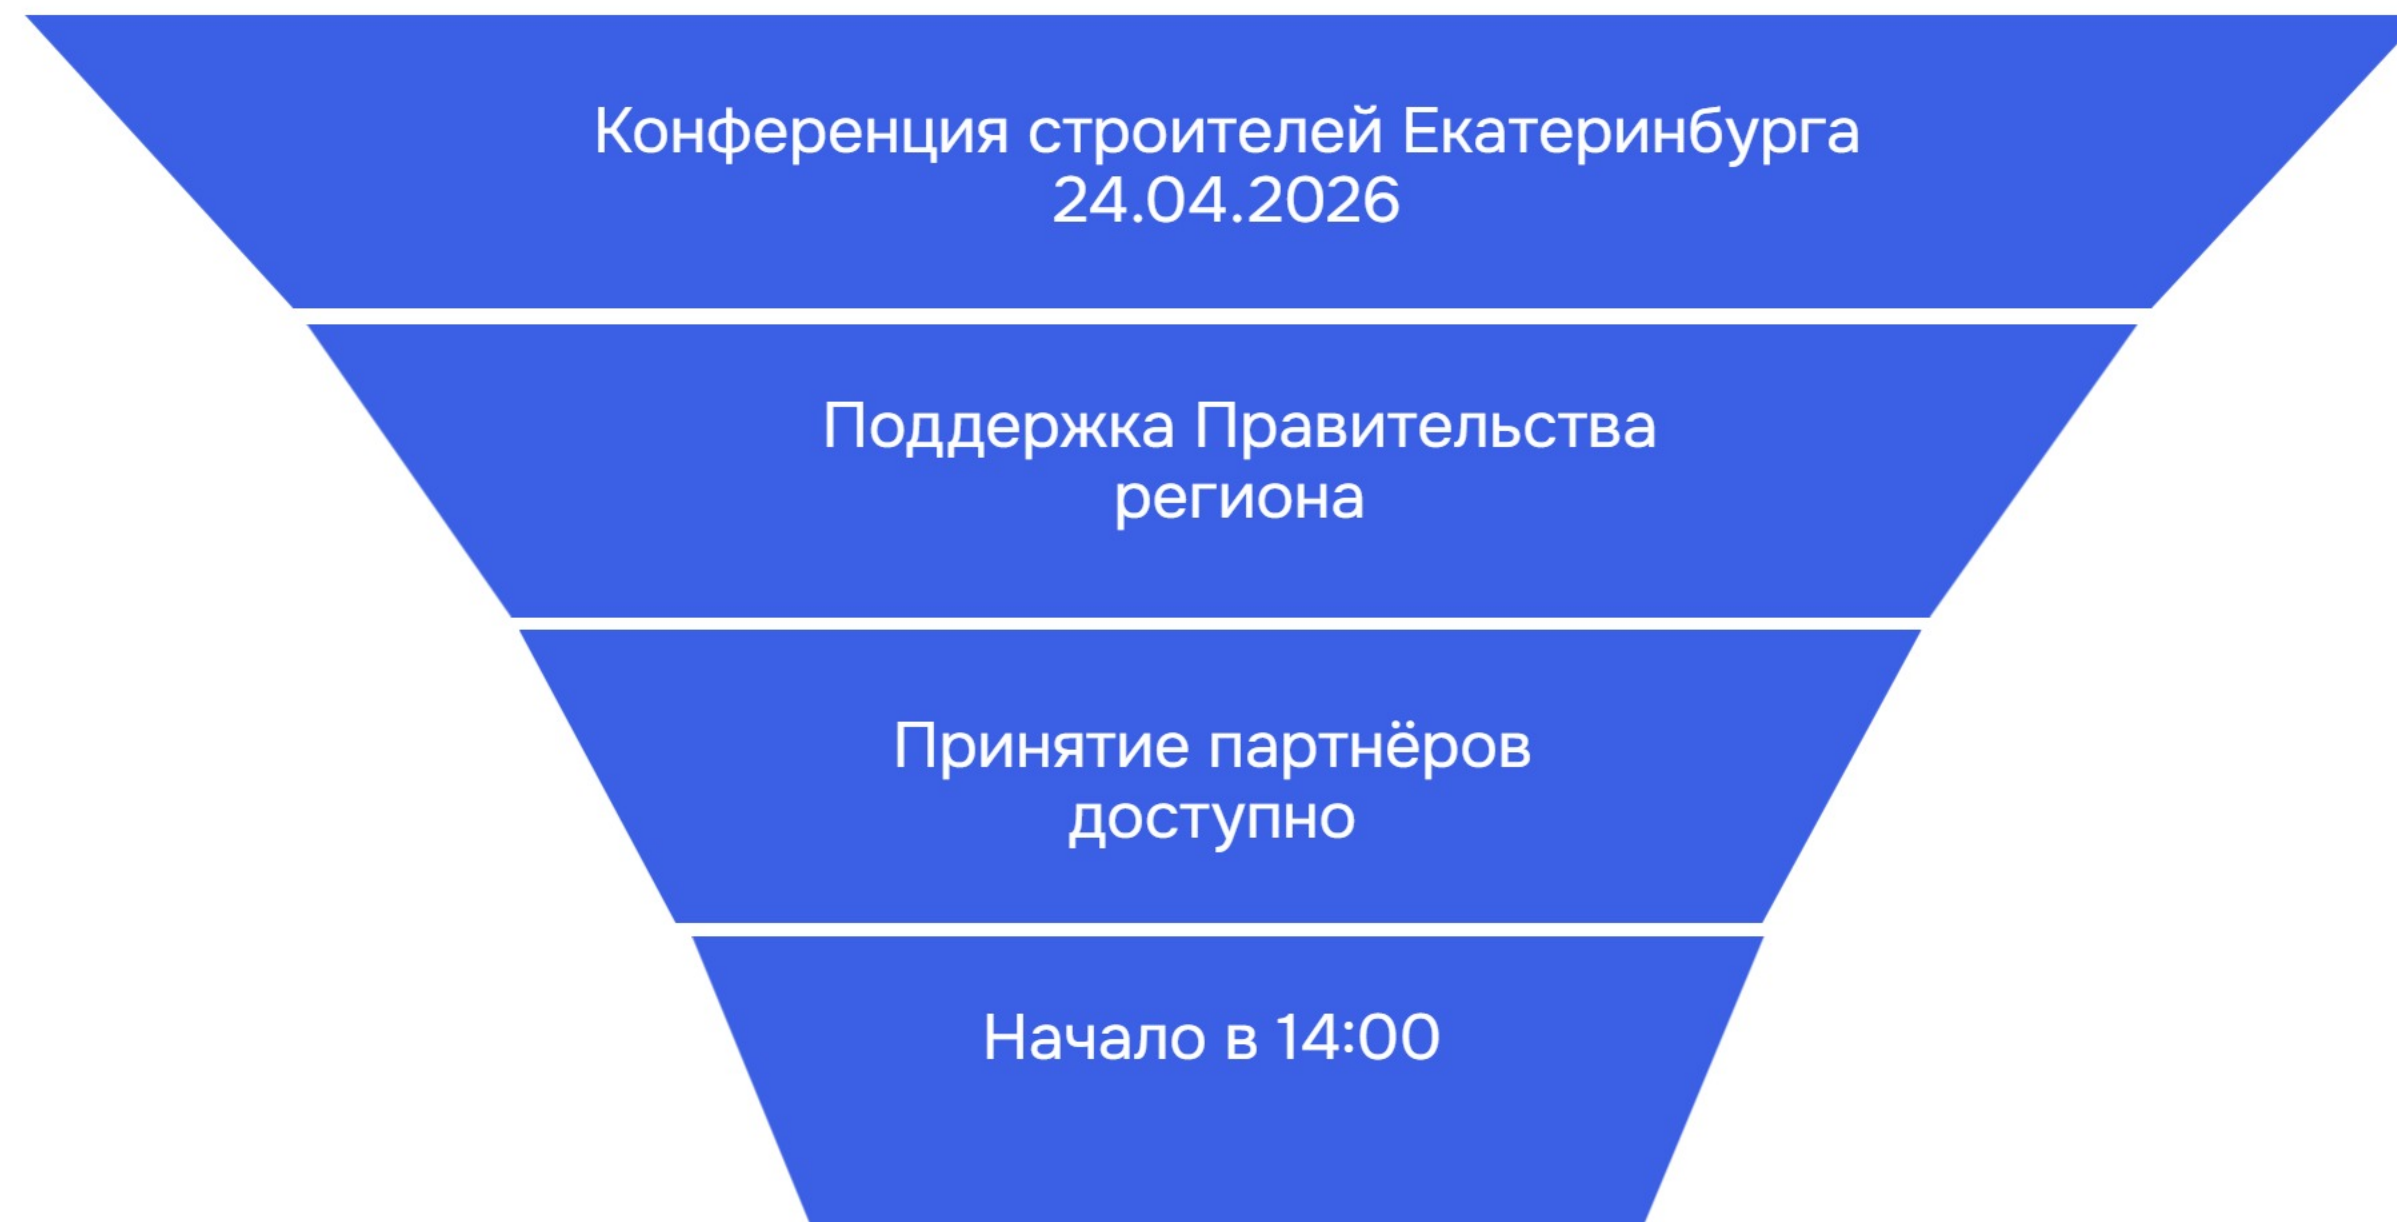 Конференция строителей Екатеринбурга
24.04.2026
Поддержка Правительства
региона
Принятие партнёров
доступно
Начало в 14:00